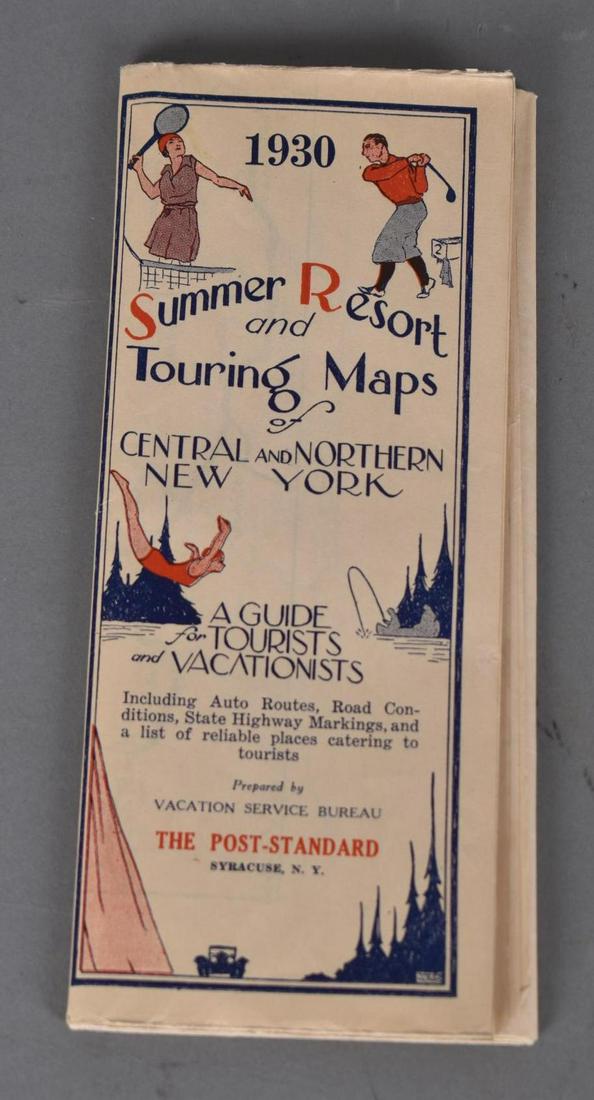 1930
Summer Resort
and
Touring Maps
of
CENTRAL AND NORTHERN
NEW YORK
A GUIDE
for TOURISTS
and VACATIONISTS
Including Auto Routes, Road Con-
ditions, State Highway Markings, and
a list of reliable places catering to
tourists
Prepared by
VACATION SERVICE BUREAU
THE POST-STANDARD
SYRACUSE, N. Y.
2